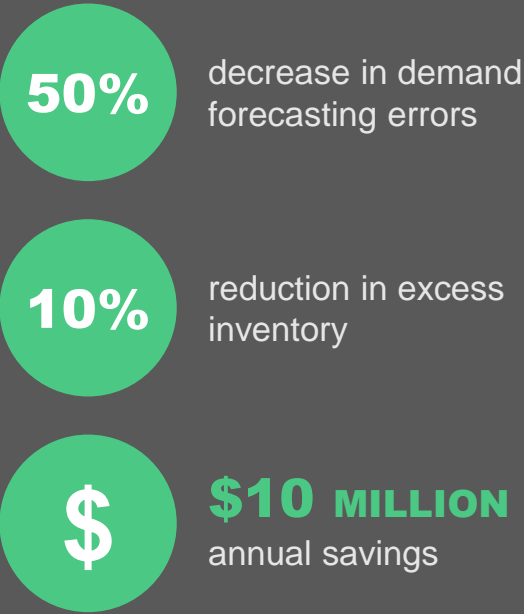 50%
decrease in demand
forecasting errors
10%
reduction in excess
inventory
$
$10 MILLION
annual savings